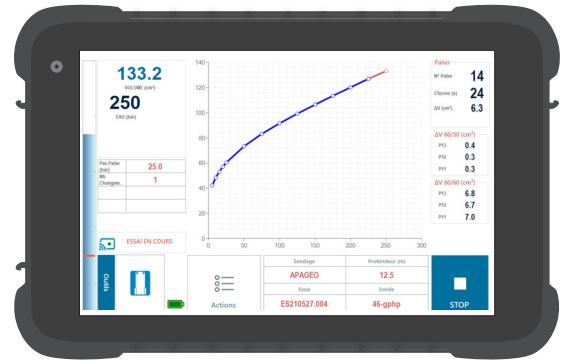 133.2
VOLUME (cm³)
250
EAU (bar)
Pas Palier (bar) 25.0
Nb Changem... 1
ESSAI EN COURS
140
120
100
80
60
40
20
0
0 50 100 150 200 250 300
Palier
N° Palier 14
Chrono (s) 24
ΔV (cm³) 6.3
ΔV 60/30 (cm³)
P13 0.4
P12 0.3
P11 0.3
ΔV 60/60 (cm³)
P13 6.8
P12 6.7
P11 7.0
Outils
Actions
Sondage Profondeur (m)
APAGEO 12.5
Essai Sonde
ES210527.004 46-gphp
STOP